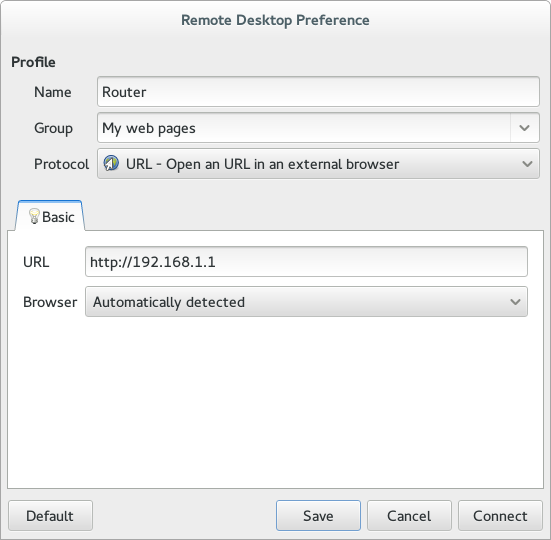 Remote Desktop Preference
Profile
Name Router
Group My web pages
Protocol URL - Open an URL in an external browser
Basic
URL http://192.168.1.1
Browser Automatically detected
Default Save Cancel Connect